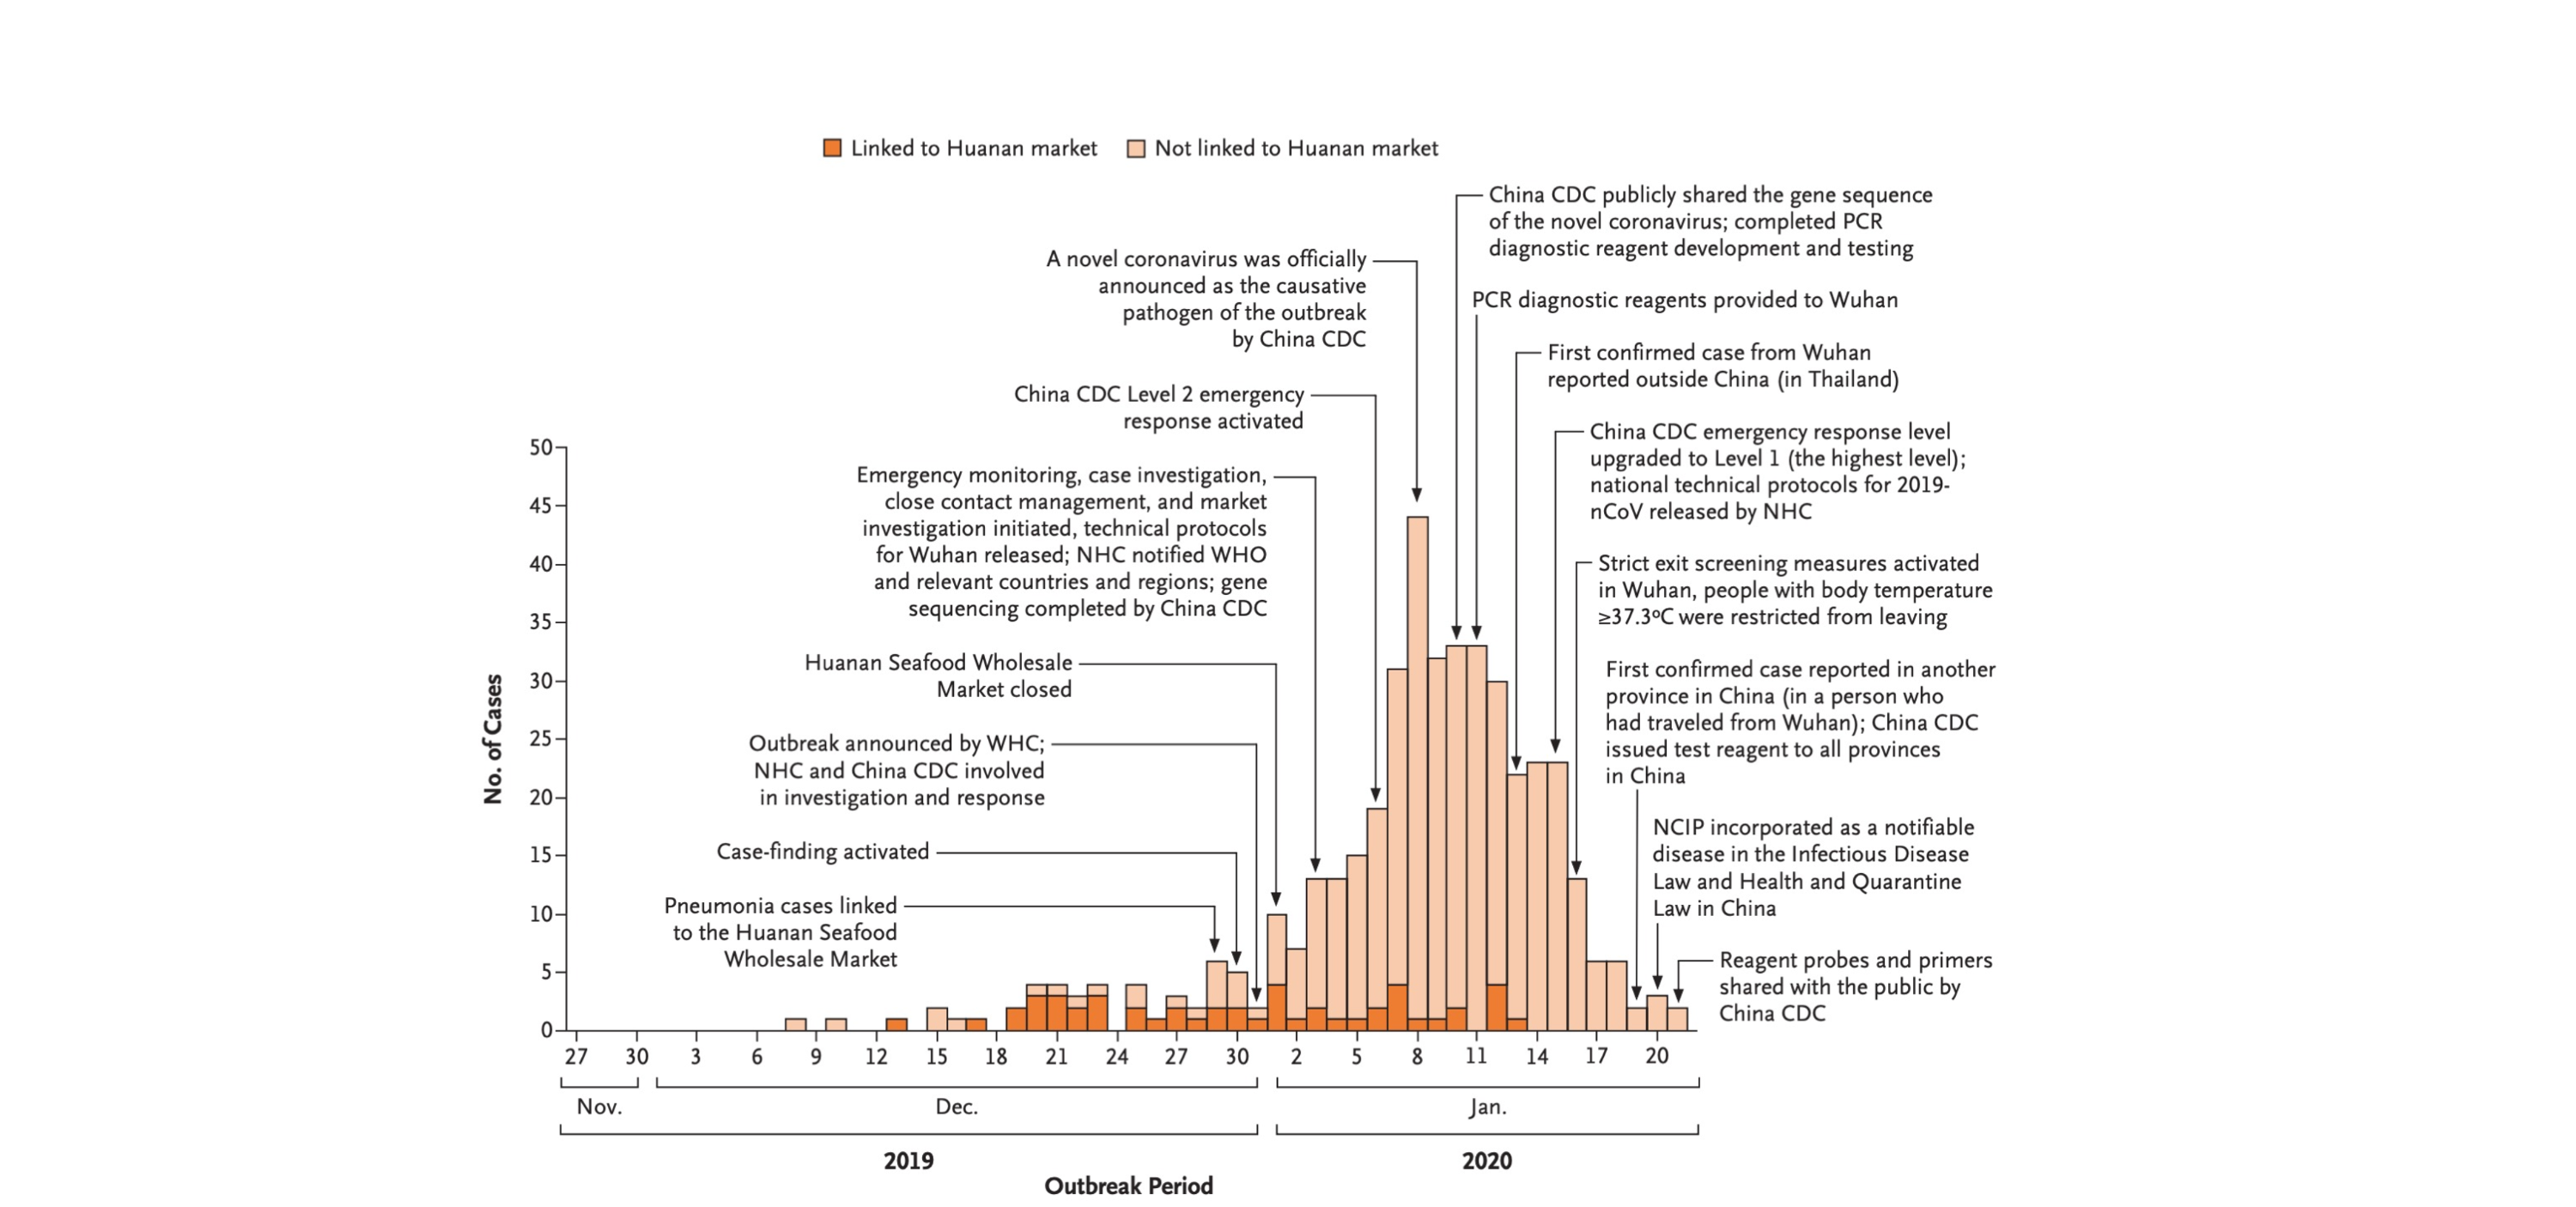 Linked to Huanan market
Not linked to Huanan market
China CDC publicly shared the gene sequence
of the novel coronavirus; completed PCR
diagnostic reagent development and testing
A novel coronavirus was officially
announced as the causative
pathogen of the outbreak
by China CDC
PCR diagnostic reagents provided to Wuhan
First confirmed case from Wuhan
reported outside China (in Thailand)
China CDC Level 2 emergency
response activated
China CDC emergency response level
upgraded to Level 1 (the highest level);
national technical protocols for 2019-
nCoV released by NHC
Emergency monitoring, case investigation,
close contact management, and market
investigation initiated, technical protocols
for Wuhan released; NHC notified WHO
and relevant countries and regions; gene
sequencing completed by China CDC
Strict exit screening measures activated
in Wuhan, people with body temperature
≥37.3ºC were restricted from leaving
Huanan Seafood Wholesale
Market closed
First confirmed case reported in another
province in China (in a person who
had traveled from Wuhan); China CDC
issued test reagent to all provinces
in China
Outbreak announced by WHC;
NHC and China CDC involved
in investigation and response
NCIP incorporated as a notifiable
disease in the Infectious Disease
Law and Health and Quarantine
Law in China
Case-finding activated
Pneumonia cases linked
to the Huanan Seafood
Wholesale Market
Reagent probes and primers
shared with the public by
China CDC
No. of Cases
50
45
40
35
30
25
20
15
10
5
0
27 30 3 6 9 12 15 18 21 24 27 30 2 5 8 11 14 17 20
Nov. Dec. Jan.
2019 2020
Outbreak Period